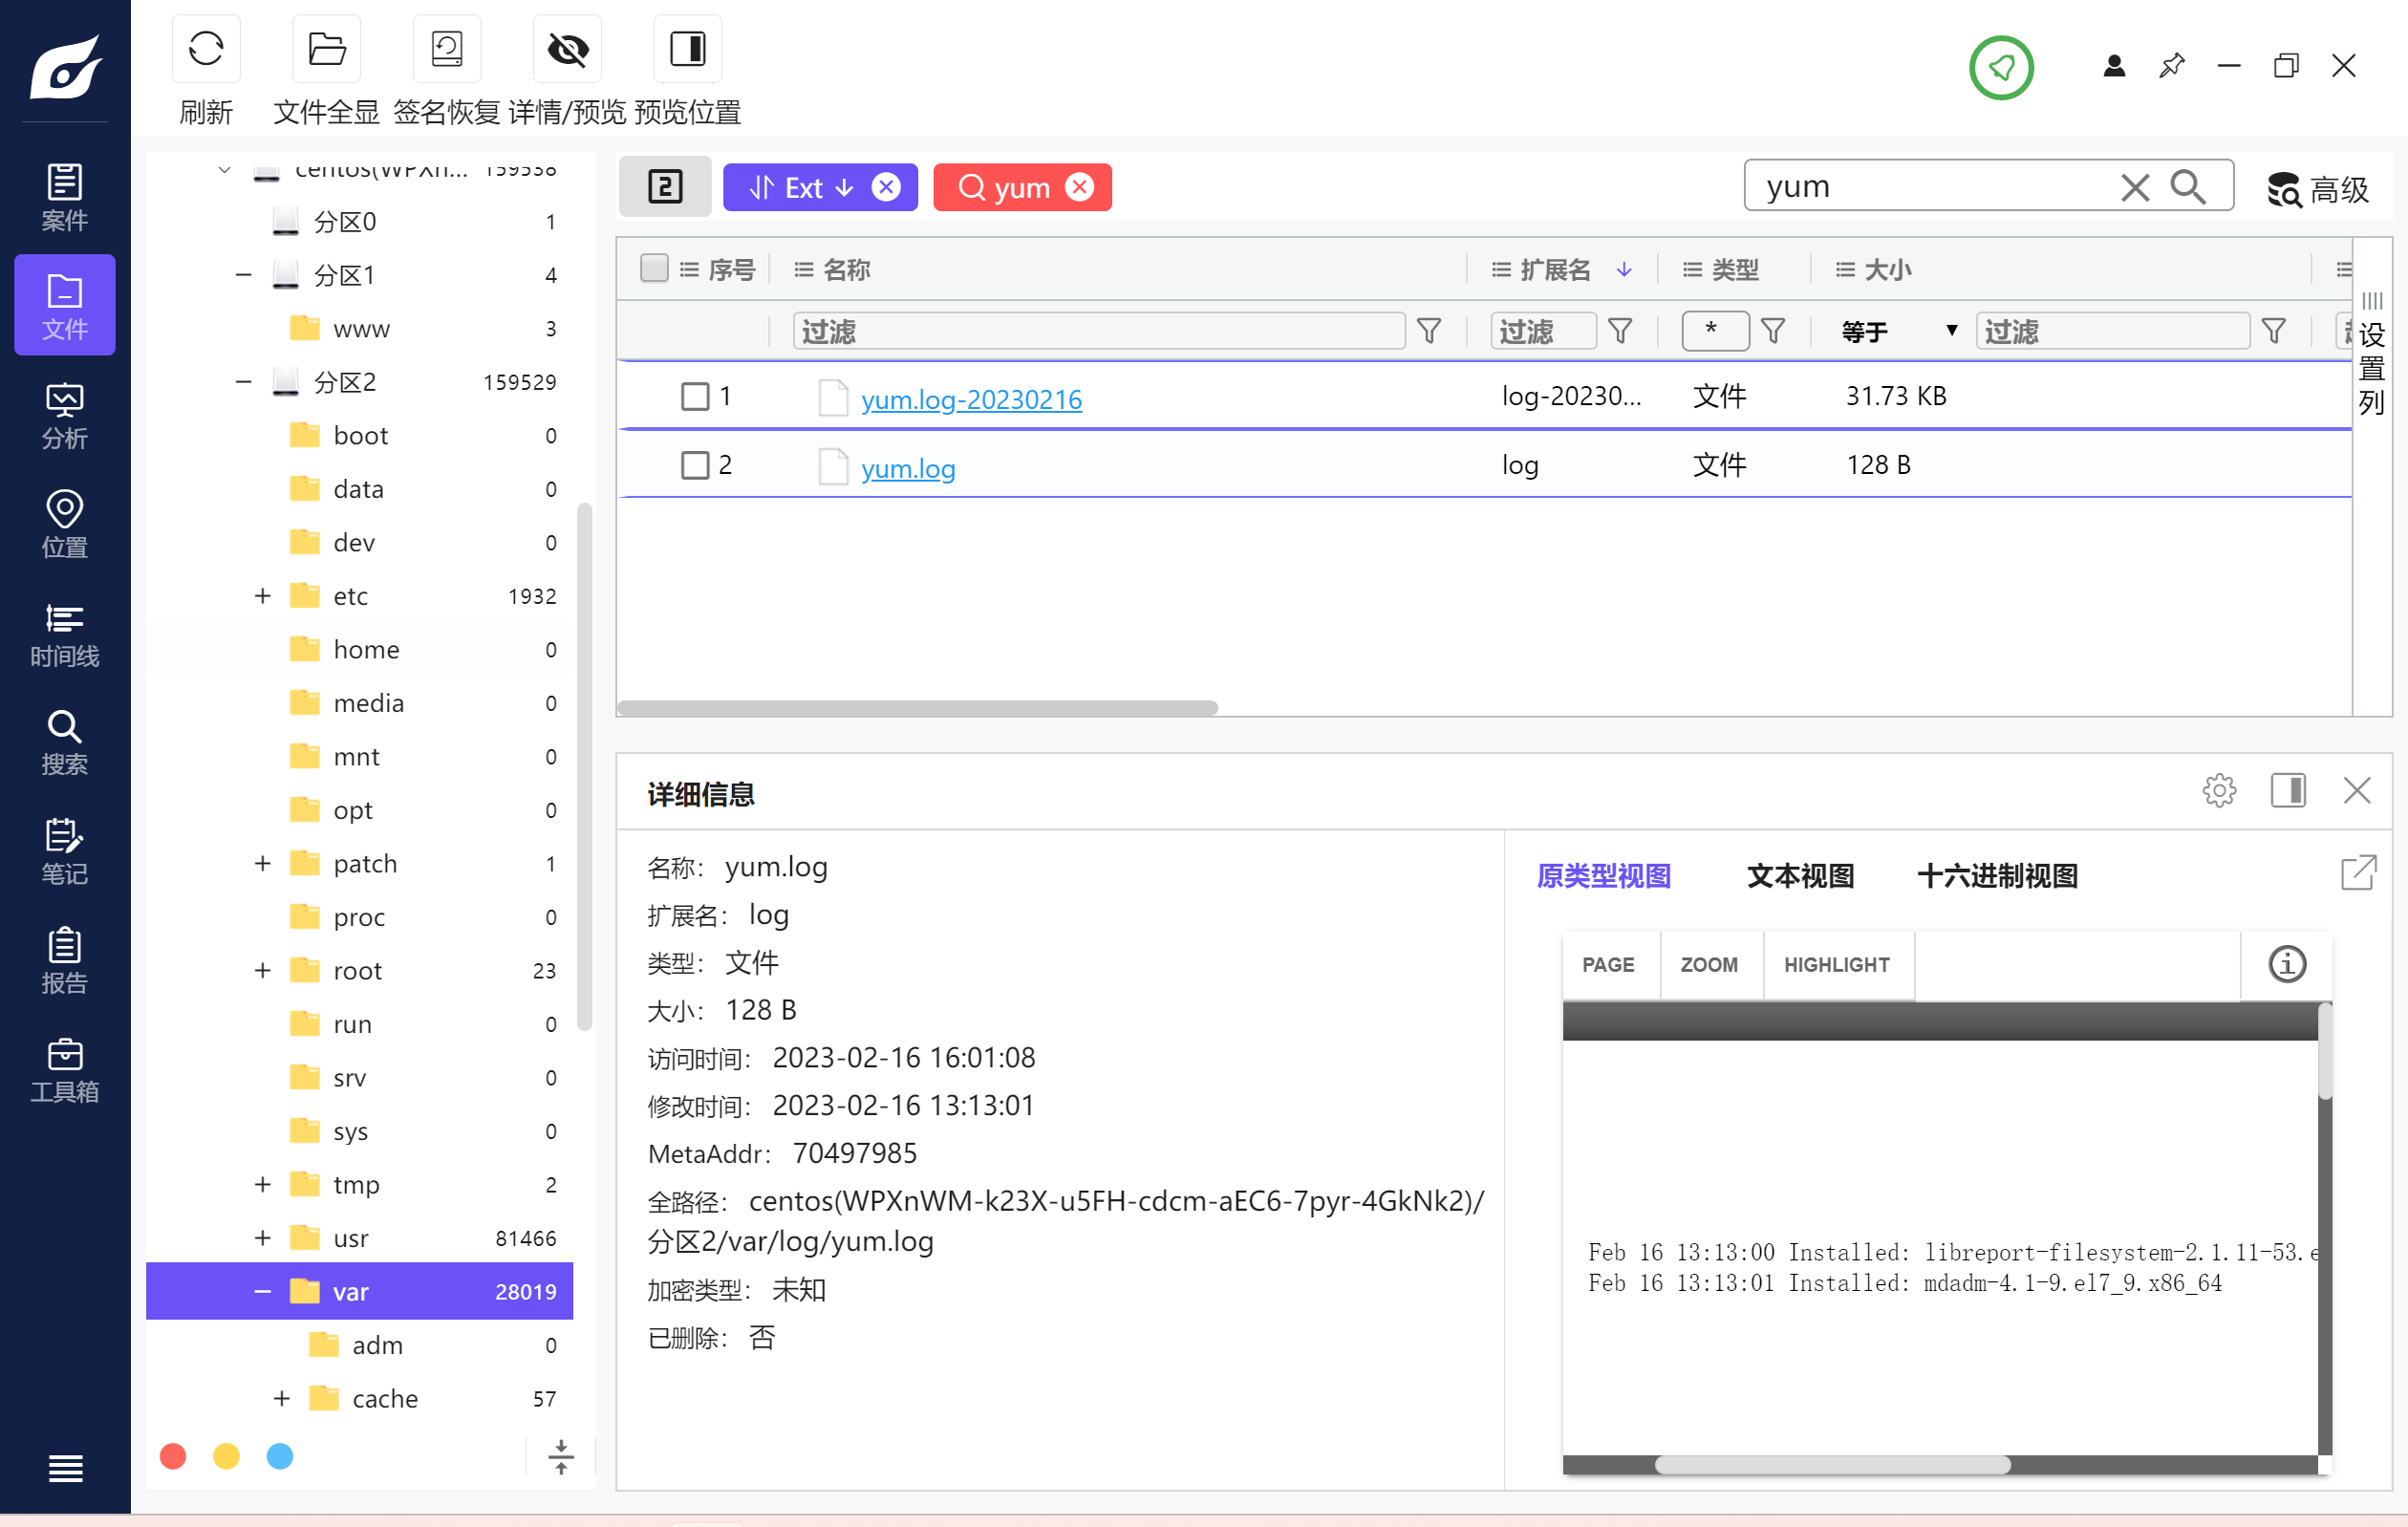 刷新
文件全显
签名恢复
详情/预览
预览位置
案件
文件
分析
位置
时间线
搜索
笔记
报告
工具箱
centos(WPXn... 159538
分区0 1
分区1 4
www 3
分区2 159529
boot 0
data 0
dev 0
etc 1932
home 0
media 0
mnt 0
opt 0
patch 1
proc 0
root 23
run 0
srv 0
sys 0
tmp 2
usr 81466
var 28019
adm 0
cache 57
2
Ext
yum
yum
高级
序号 名称 扩展名 类型 大小
过滤 过滤 * 等于 过滤
1 yum.log-20230216 log-20230... 文件 31.73 KB
2 yum.log log 文件 128 B
设置列
详细信息
名称: yum.log
扩展名: log
类型: 文件
大小: 128 B
访问时间: 2023-02-16 16:01:08
修改时间: 2023-02-16 13:13:01
MetaAddr: 70497985
全路径: centos(WPXnWM-k23X-u5FH-cdcm-aEC6-7pyr-4GkNk2)/
分区2/var/log/yum.log
加密类型: 未知
已删除: 否
原类型视图 文本视图 十六进制视图
PAGE ZOOM HIGHLIGHT
Feb 16 13:13:00 Installed: libreport-filesystem-2.1.11-53.e
Feb 16 13:13:01 Installed: mdadm-4.1-9.el7_9.x86_64